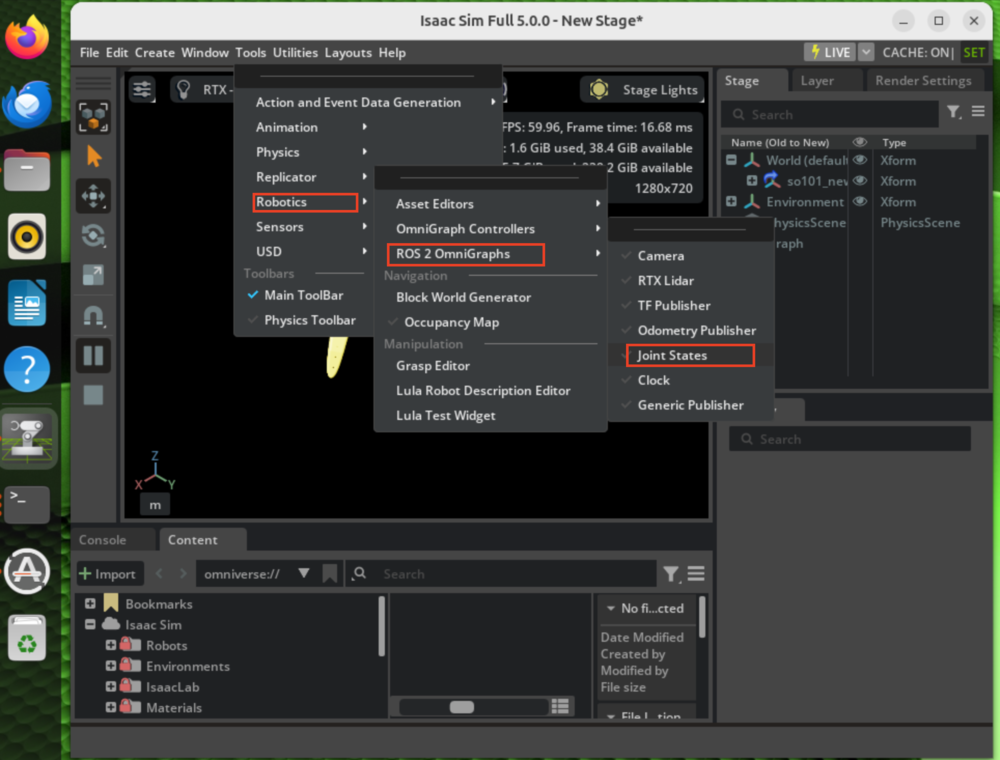 Isaac Sim Full 5.0.0 - New Stage*
File Edit Create Window Tools Utilities Layouts Help
LIVE CACHE: ON| SET
RTX-
Stage Lights
FPS: 59.96, Frame time: 16.68 ms
: 1.6 GiB used, 38.4 GiB available
GiB available
1280x720
Action and Event Data Generation
Animation
Physics
Replicator
Robotics
Sensors
USD
Toolbars
Main ToolBar
Physics Toolbar
Asset Editors
OmniGraph Controllers
ROS 2 OmniGraphs
Navigation
Block World Generator
Occupancy Map
Manipulation
Grasp Editor
Lula Robot Description Editor
Lula Test Widget
Camera
RTX Lidar
TF Publisher
Odometry Publisher
Joint States
Clock
Generic Publisher
Stage Layer Render Settings
Search
Name (Old to New) Type
World (defaul Xform
so101_new Xform
Environment Xform
hysicsScene PhysicsScene
raph
Search
Z
X Y
m
Console Content
Import omniverse:// Search
Bookmarks
Isaac Sim
Robots
Environments
IsaacLab
Materials
No fi...cted
Date Modified
Created by
Modified by
File size